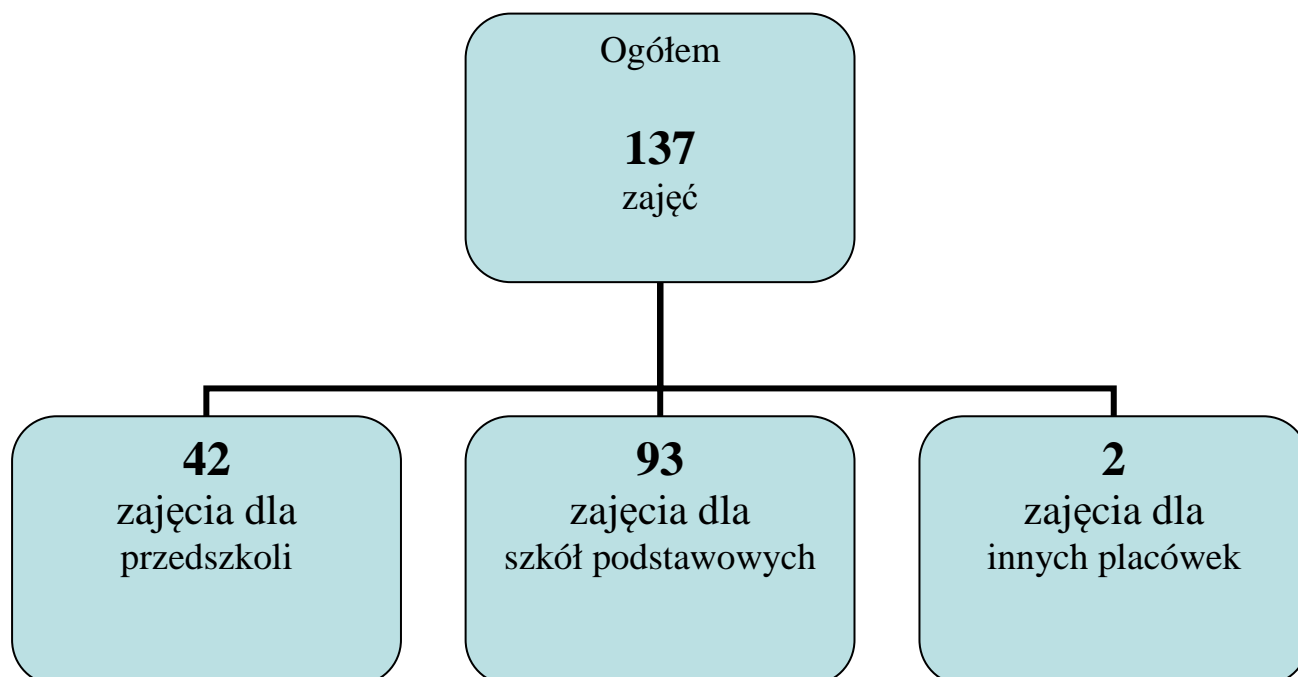 Ogółem
137
zajęć
42
zajęcia dla
przedszkoli
93
zajęcia dla
szkół podstawowych
2
zajęcia dla
innych placówek